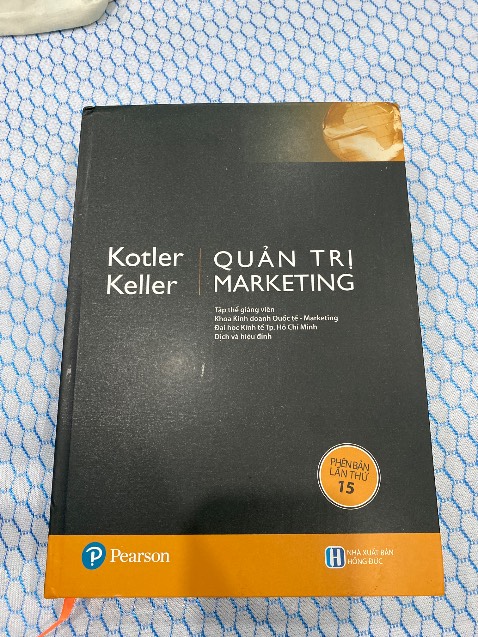 Kotler
Keller
QUẢN TRỊ
MARKETING
Tập thể giảng viên
Khoa Kinh doanh Quốc tế - Marketing
Đại học Kinh tế Tp. Hồ Chí Minh
Dịch và hiệu đính
PHIÊN BẢN
LẦN THỨ
15
P Pearson
H NHÀ XUẤT BẢN
HỒNG ĐỨC